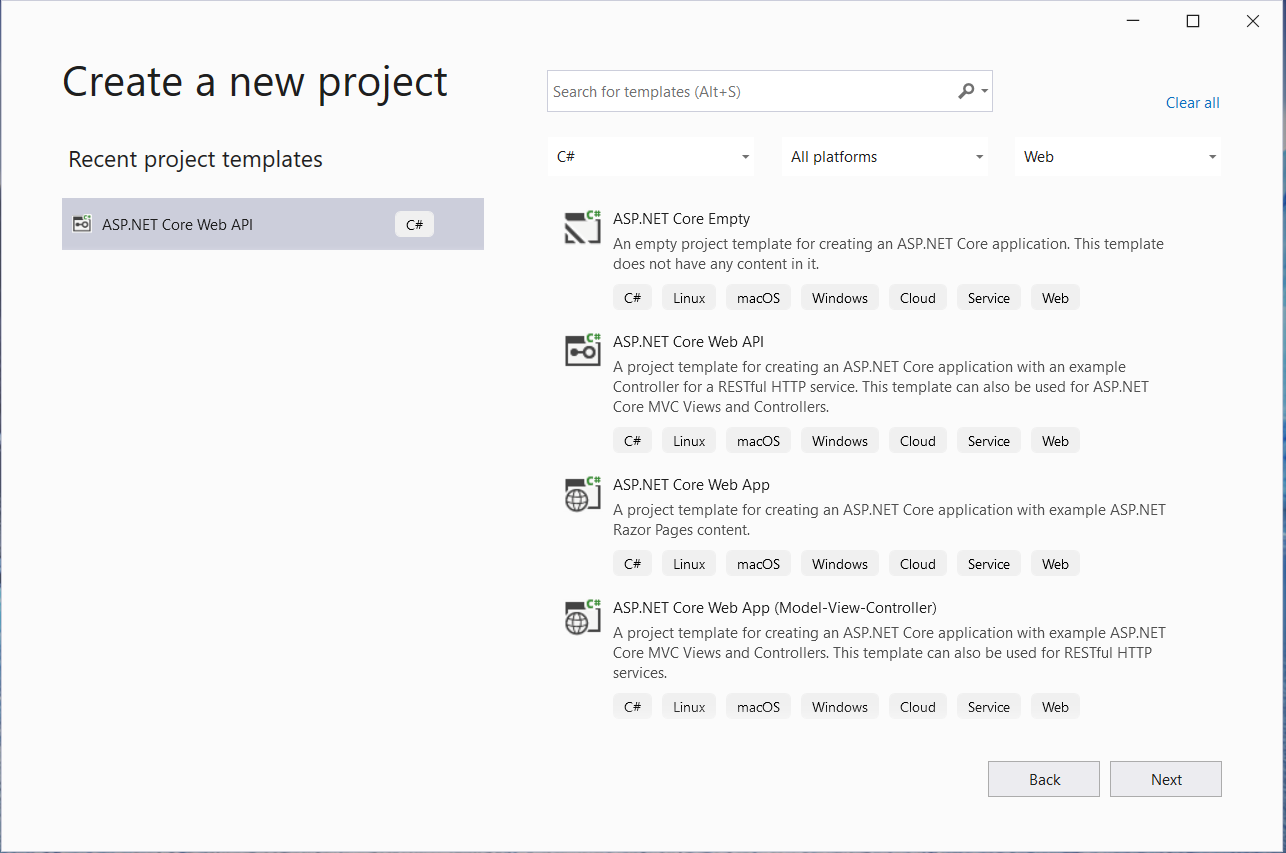 Create a new project
Search for templates (Alt+S)
Clear all
Recent project templates
C#
All platforms
Web
ASP.NET Core Web API
C#
C#
ASP.NET Core Empty
An empty project template for creating an ASP.NET Core application. This template
does not have any content in it.
C# Linux macOS Windows Cloud Service Web
C#
ASP.NET Core Web API
A project template for creating an ASP.NET Core application with an example
Controller for a RESTful HTTP service. This template can also be used for ASP.NET
Core MVC Views and Controllers.
C# Linux macOS Windows Cloud Service Web
C#
ASP.NET Core Web App
A project template for creating an ASP.NET Core application with example ASP.NET
Razor Pages content.
C# Linux macOS Windows Cloud Service Web
C#
ASP.NET Core Web App (Model-View-Controller)
A project template for creating an ASP.NET Core application with example ASP.NET
Core MVC Views and Controllers. This template can also be used for RESTful HTTP
services.
C# Linux macOS Windows Cloud Service Web
Back
Next